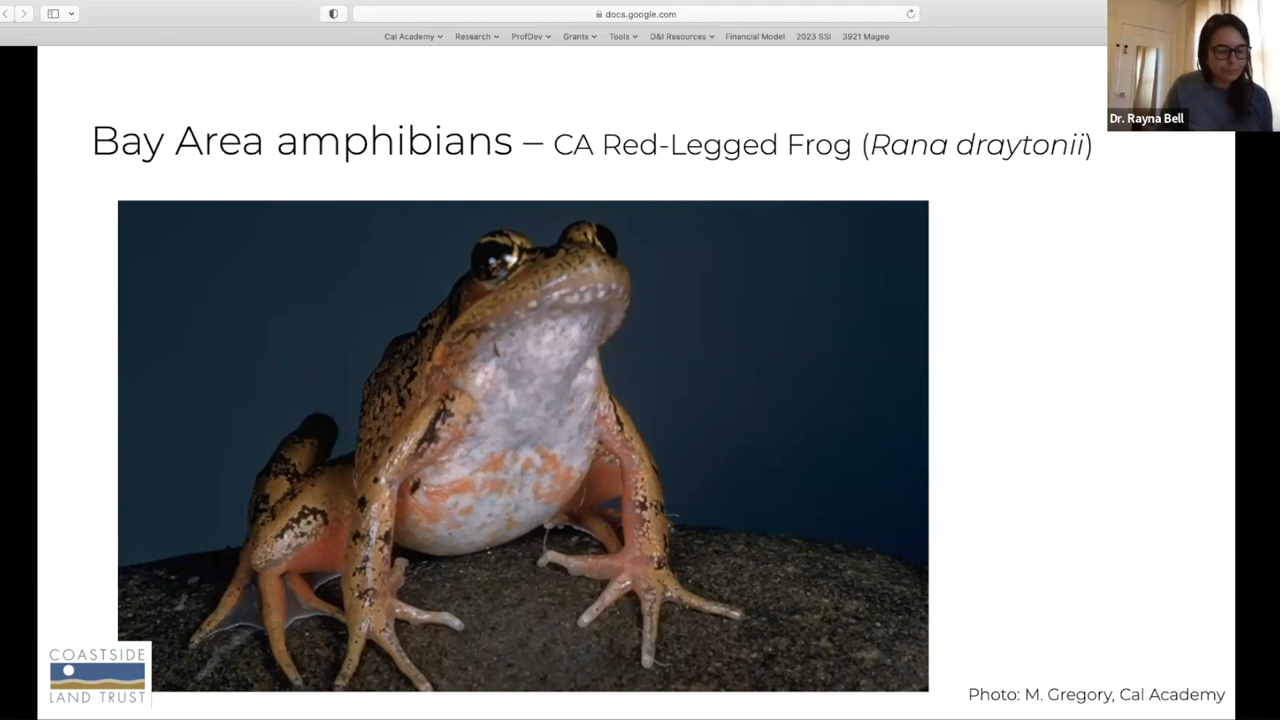 docs.google.com
Cal Academy Research ProfDev Grants Tools D&I Resources Financial Model 2023 SSI 3921 Magee
Dr. Rayna Bell
Bay Area amphibians – CA Red-Legged Frog (Rana draytonii)
COASTSIDE
LAND TRUST
Photo: M. Gregory, Cal Academy